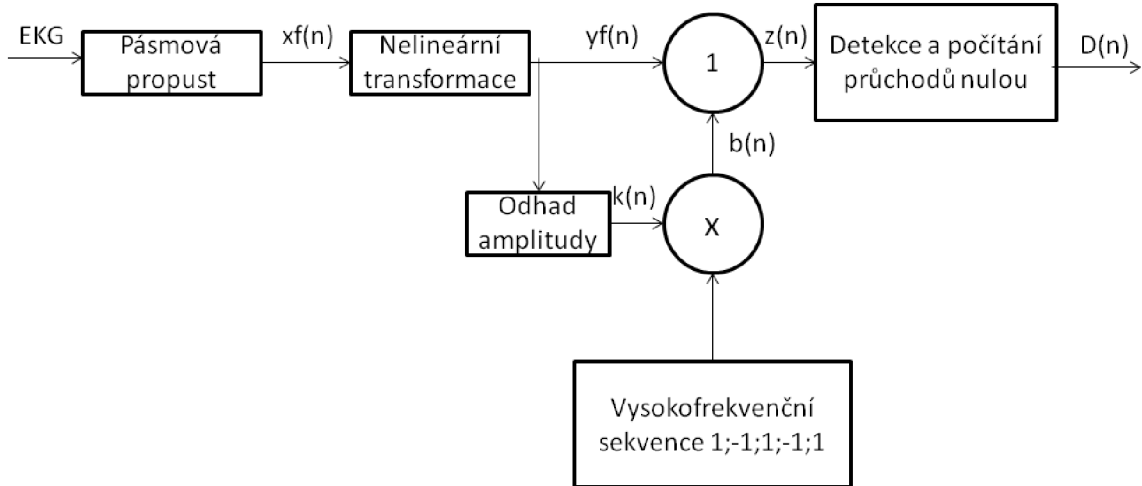 EKG
Pásmová
propust
xf(n)
Nelineární
transformace
yf(n)
1
z(n)
Detekce a počítání
průchodů nulou
D(n)
b(n)
Odhad
amplitudy
k(n)
X
Vysokofrekvenční
sekvence 1;-1;1;-1;1